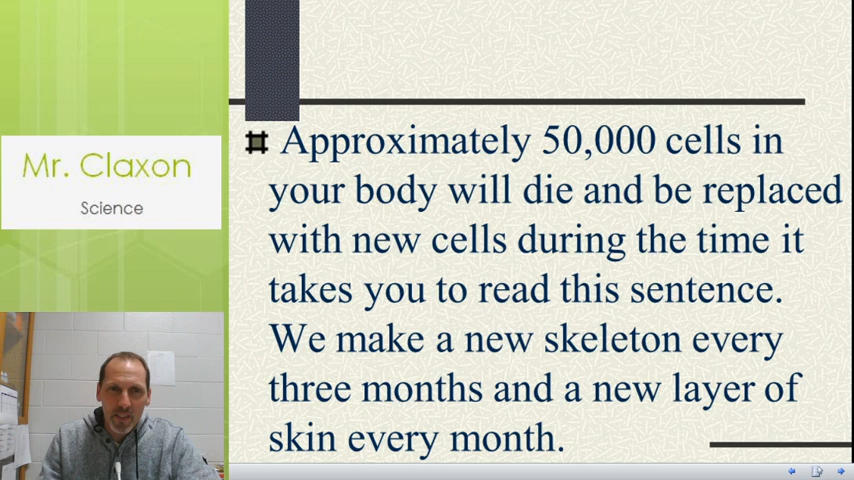 Mr. Claxon
Science
Approximately 50,000 cells in
your body will die and be replaced
with new cells during the time it
takes you to read this sentence.
We make a new skeleton every
three months and a new layer of
skin every month.